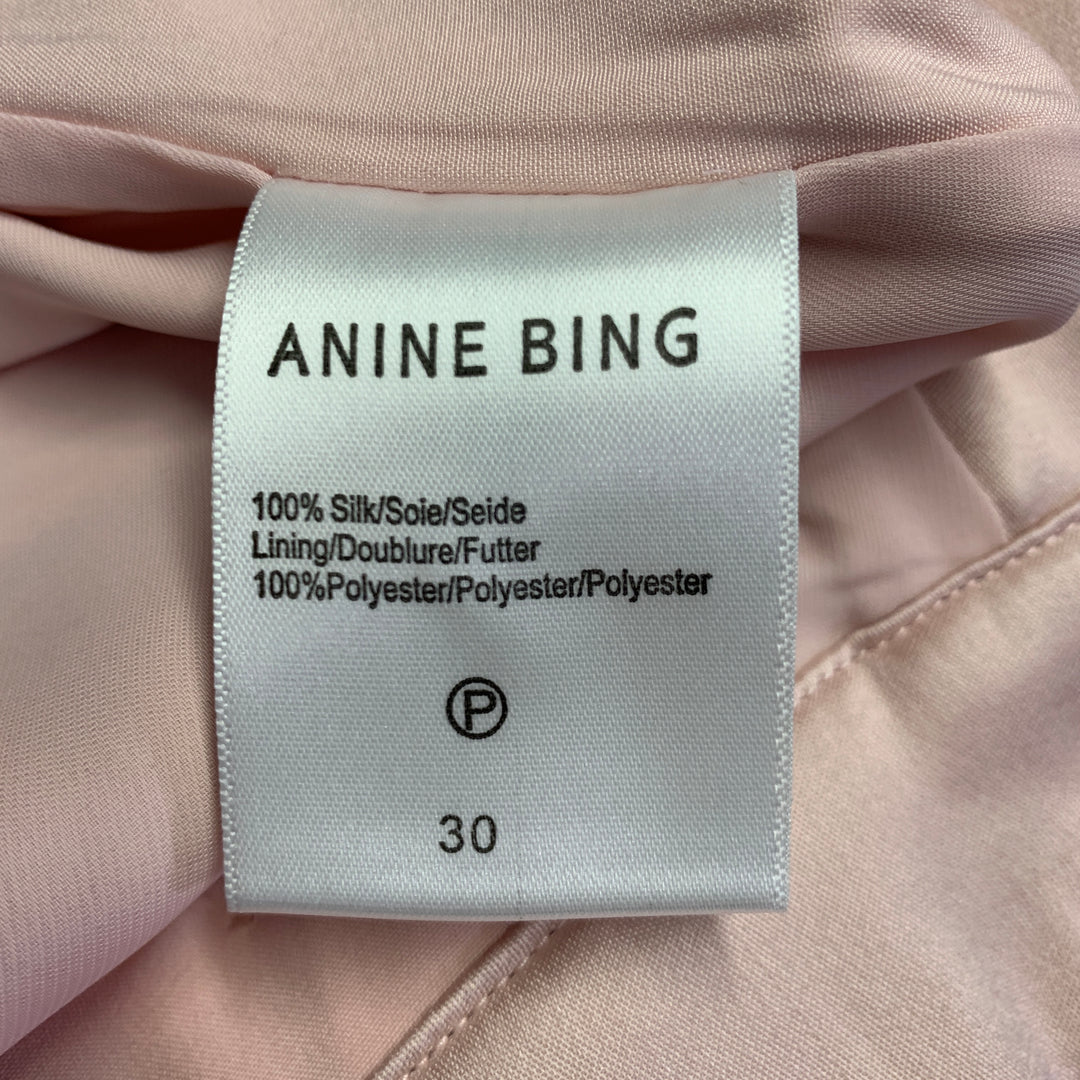 ANINE BING
100% Silk/Soie/Seide
Lining/Doublure/Futter
100%Polyester/Polyester/Polyester
P
30